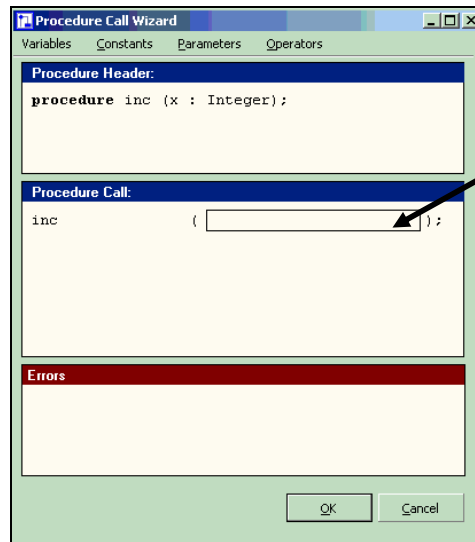 Procedure Call Wizard
Variables Constants Parameters Operators
Procedure Header:
procedure inc (x : Integer);
Procedure Call:
inc ( );
Errors
OK Cancel